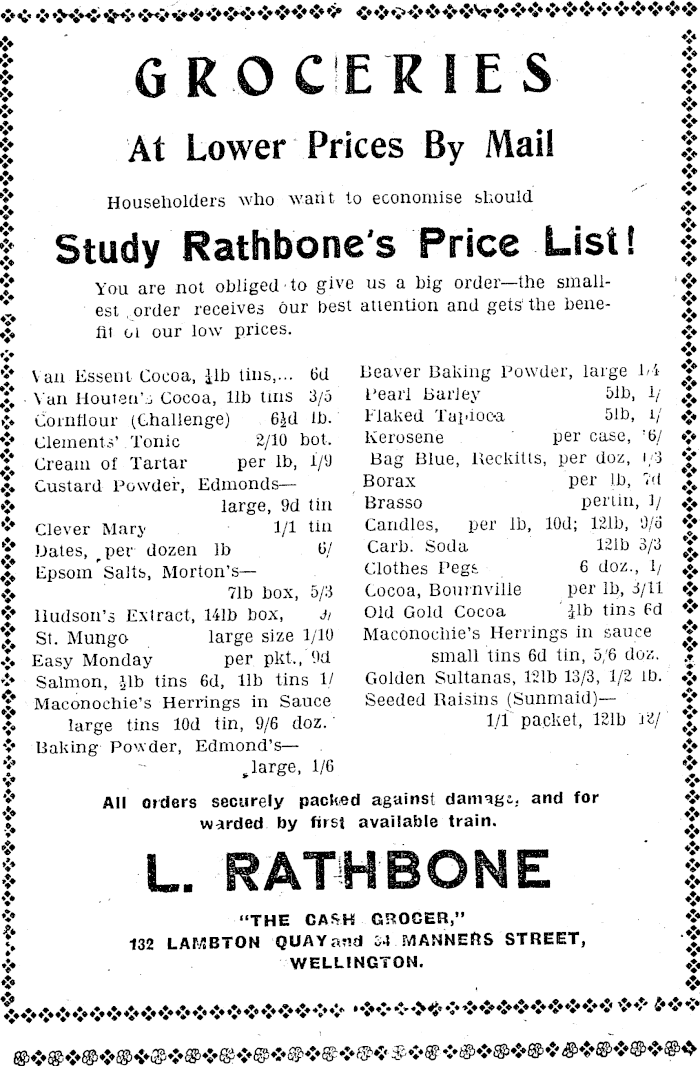 GROCERIES
At Lower Prices By Mail
Householders who want to economise should
Study Rathbone's Price List!
You are not obliged to give us a big order—the small-
est order receives our best attention and gets the bene-
fit of our low prices.
Van Essent Cocoa, ¼lb tins,... 6d
Van Houten's Cocoa, 1lb tins 3/5
Cornflour (Challenge) 6½d lb.
Clements' Tonic 2/10 bot.
Cream of Tartar per lb, 1/9
Custard Powder, Edmonds—
large, 9d tin
Clever Mary 1/1 tin
Dates, per dozen lb 6/
Epsom Salts, Morton's—
7lb box, 5/3
Hudson's Extract, 14lb box,
St. Mungo large size 1/10
Easy Monday per pkt., 9d
Salmon, ½lb tins 6d, 1lb tins 1/
Maconochie's Herrings in Sauce
large tins 10d tin, 9/6 doz.
Baking Powder, Edmond's—
large, 1/6
Beaver Baking Powder, large 1/4
Pearl Barley 5lb, 1/
Flaked Tapioca 5lb, 1/
Kerosene per case,
Bag Blue, Reckitts, per doz, 1/3
Borax per lb, 7d
Brasso per tin, 1/
Candles, per lb, 10d; 12lb, 9/6
Carb. Soda 12lb 3/3
Clothes Pegs 6 doz., 1/
Cocoa, Bournville per lb, 3/11
Old Gold Cocoa ¼lb tins 6d
Maconochie's Herrings in sauce
small tins 6d tin, 5/6 doz.
Golden Sultanas, 12lb 13/3, 1/2 lb.
Seeded Raisins (Sunmaid)—
1/1 packet, 12lb 12/
All orders securely packed against damage, and for
warded by first available train.
L. RATHBONE
"THE CASH GROCER,"
132 LAMBTON QUAY and 34 MANNERS STREET,
WELLINGTON.